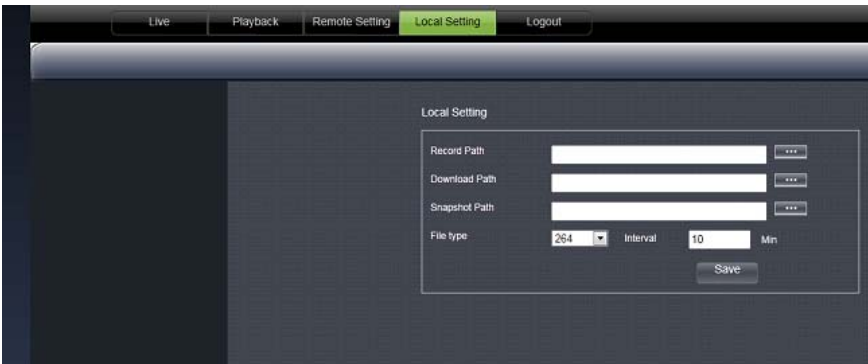 Live Playback Remote Setting Local Setting Logout
Local Setting
Record Path ...
Download Path ...
Snapshot Path ...
File type 264 Interval 10 Min
Save